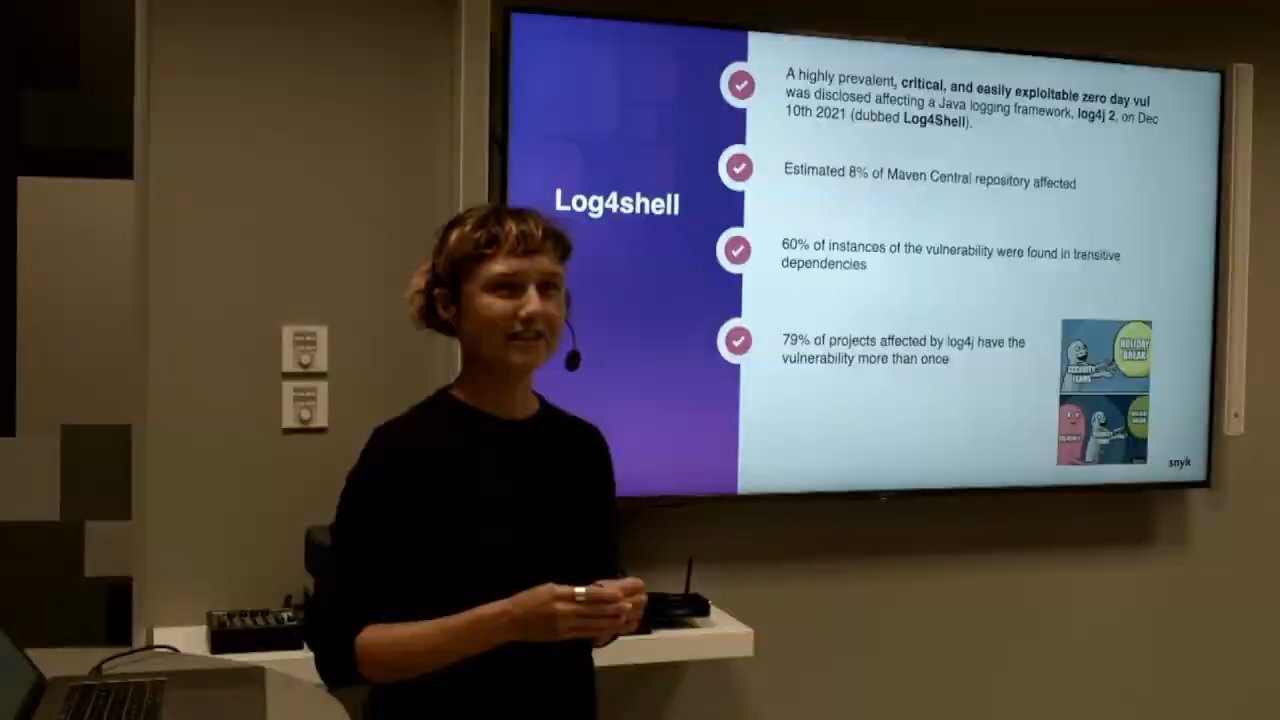 Log4shell
A highly prevalent, critical, and easily exploitable zero day vul
was disclosed affecting a Java logging framework, log4j 2, on Dec
10th 2021 (dubbed Log4Shell).
Estimated 8% of Maven Central repository affected
60% of instances of the vulnerability were found in transitive
dependencies
79% of projects affected by log4j have the
vulnerability more than once
HOLIDAY
BREAK
SECURITY
TEAMS
snyk